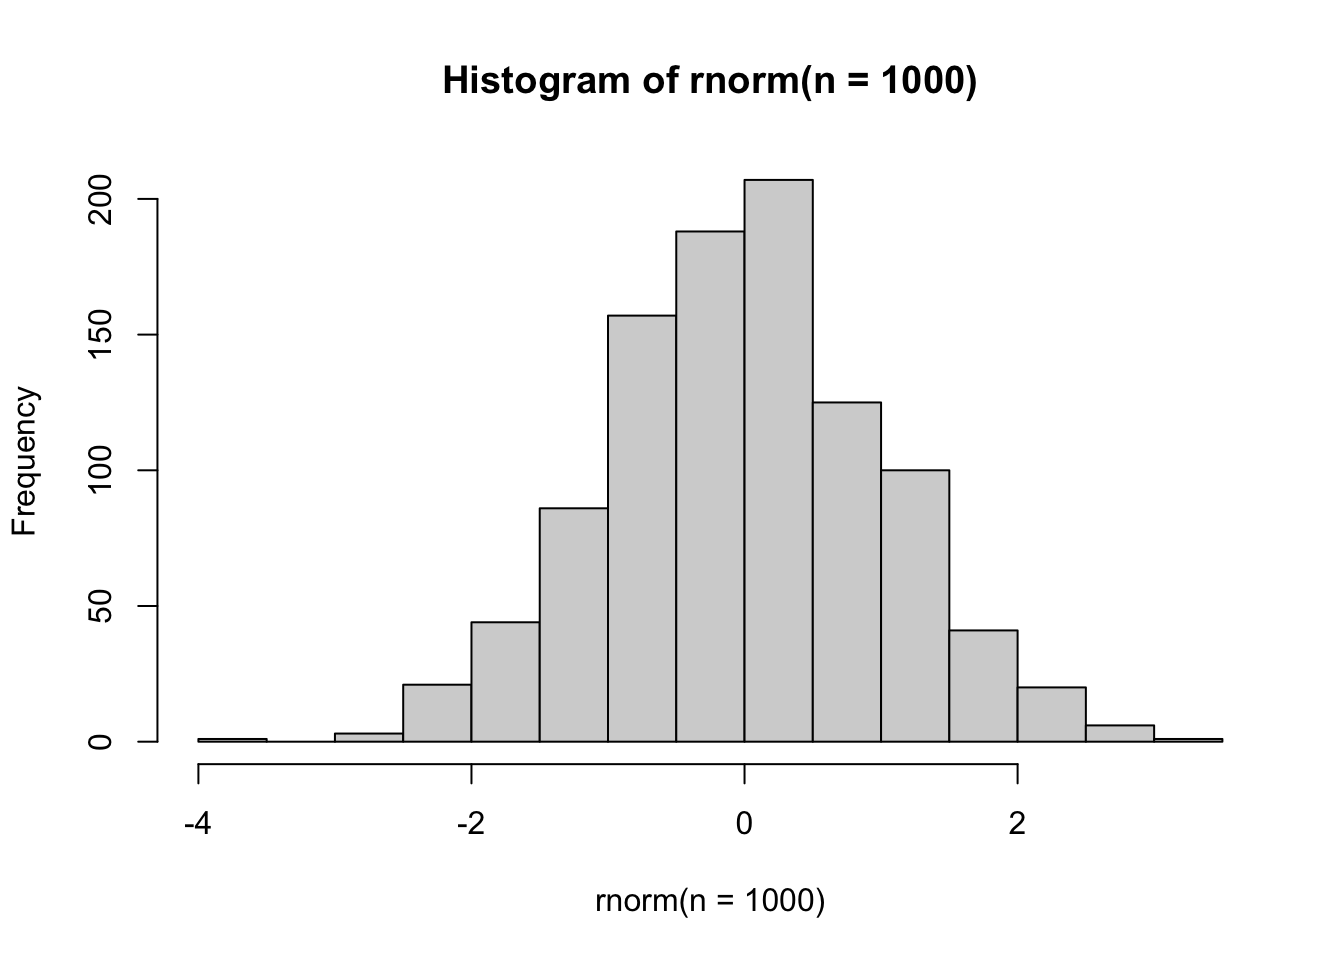 Histogram of rnorm(n = 1000)
200
150
100
50
0
Frequency
-4 -2 0 2
rnorm(n = 1000)